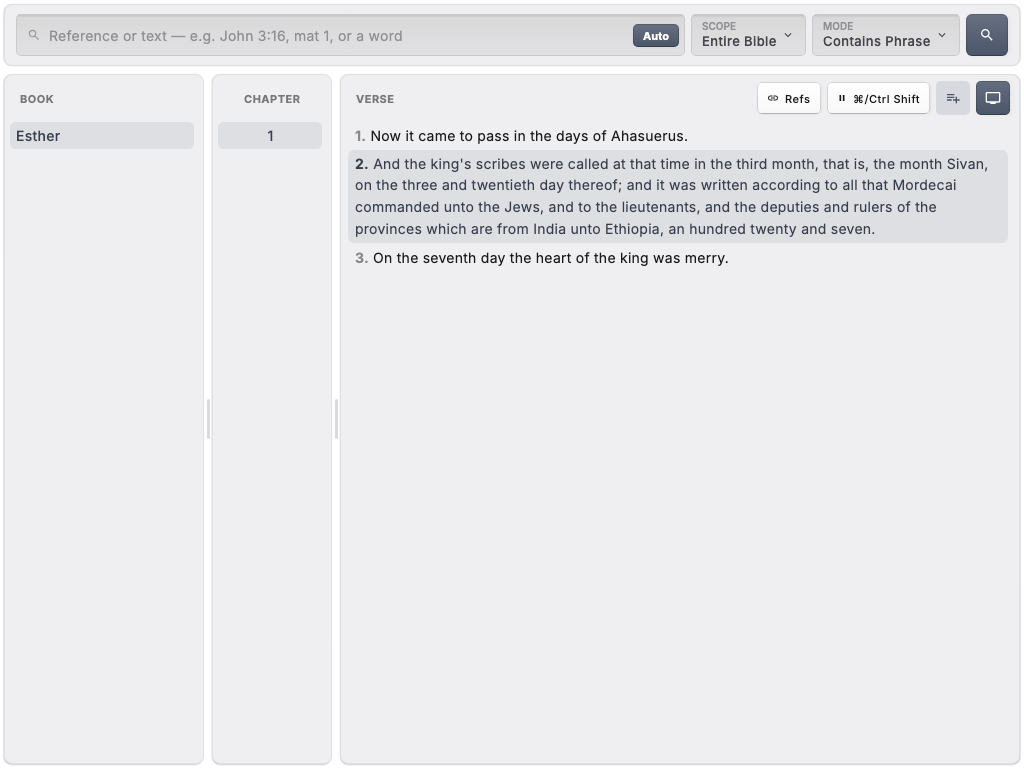 Reference or text — e.g. John 3:16, mat 1, or a word
Auto
SCOPE
Entire Bible
MODE
Contains Phrase
BOOK
CHAPTER
VERSE
Refs
⌘/Ctrl Shift
Esther
1
1. Now it came to pass in the days of Ahasuerus.
2. And the king's scribes were called at that time in the third month, that is, the month Sivan,
on the three and twentieth day thereof; and it was written according to all that Mordecai
commanded unto the Jews, and to the lieutenants, and the deputies and rulers of the
provinces which are from India unto Ethiopia, an hundred twenty and seven.
3. On the seventh day the heart of the king was merry.